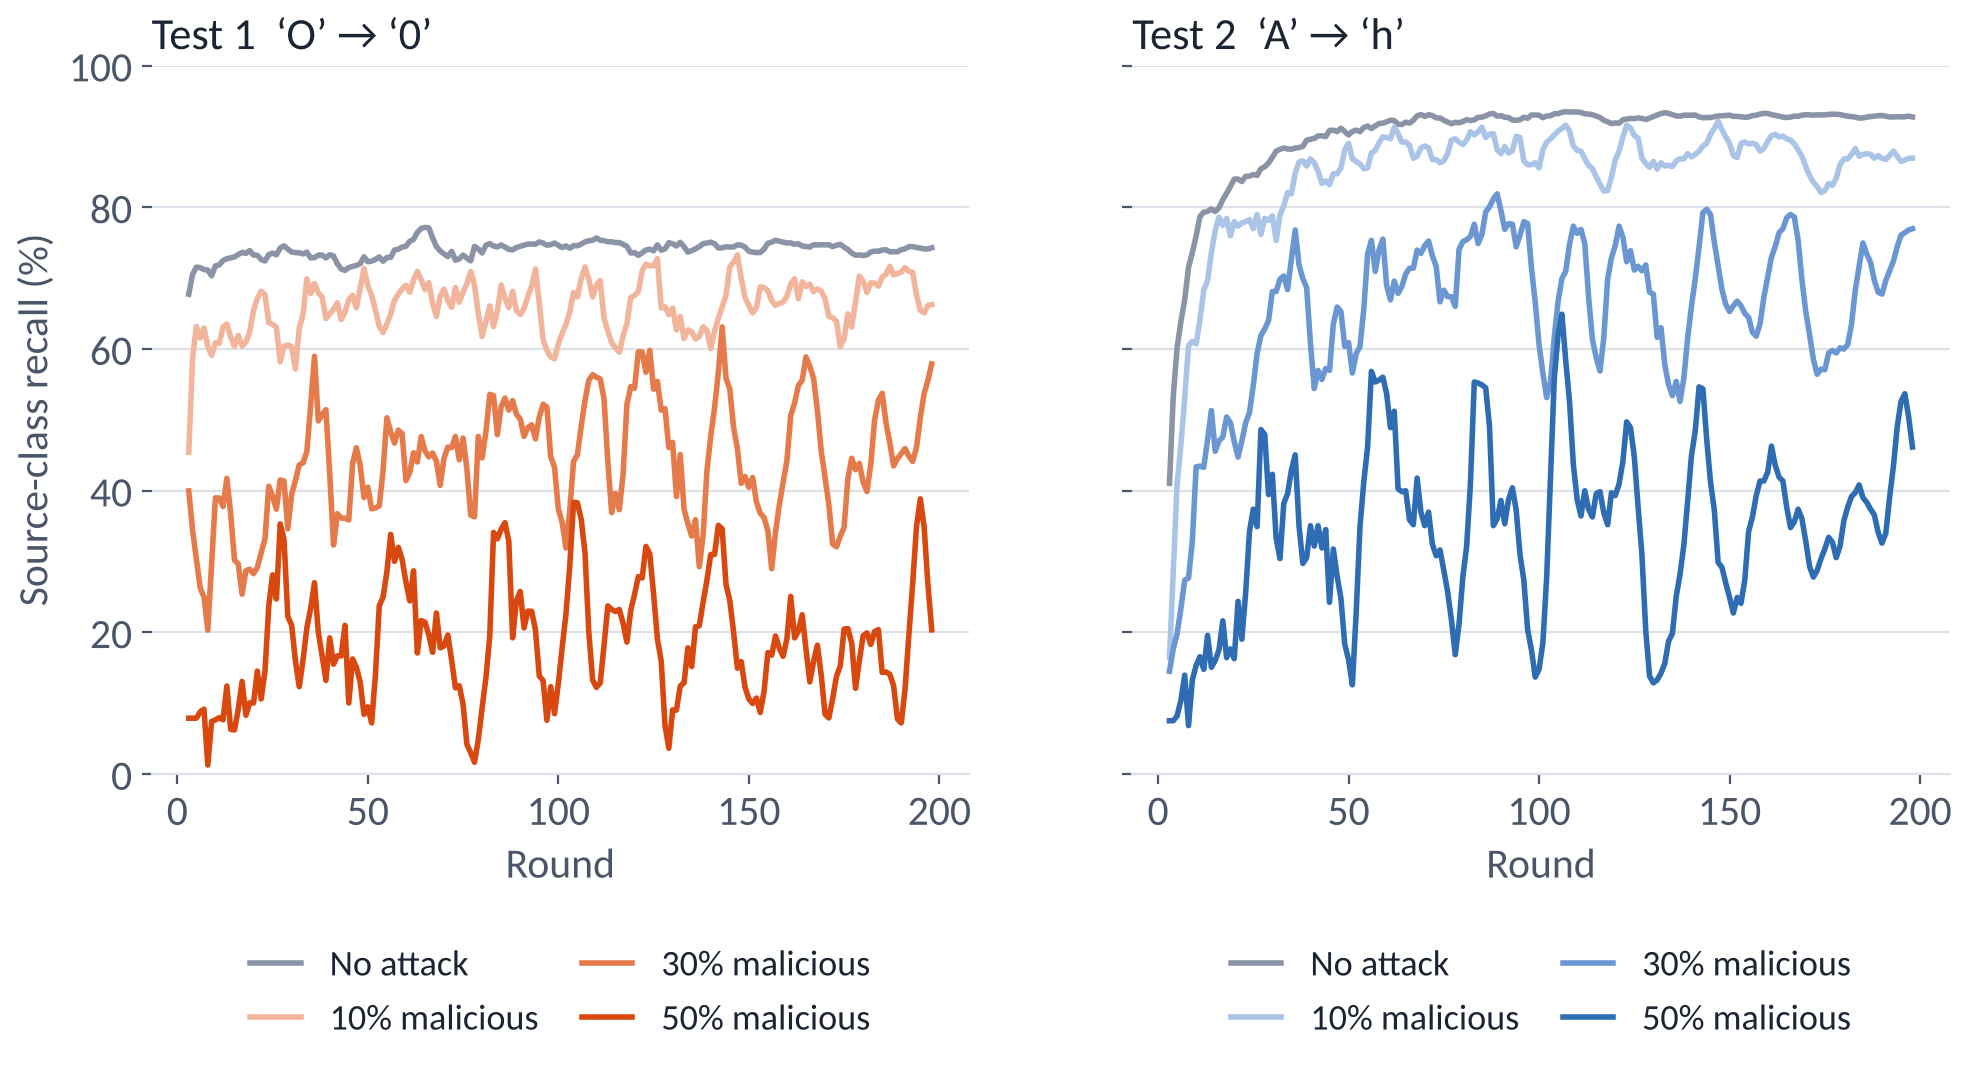 Test 1 ‘O’ → ‘0’
Test 2 ‘A’ → ‘h’
Source-class recall (%)
100
80
60
40
20
0
0 50 100 150 200
0 50 100 150 200
Round
Round
No attack
30% malicious
10% malicious
50% malicious
No attack
30% malicious
10% malicious
50% malicious